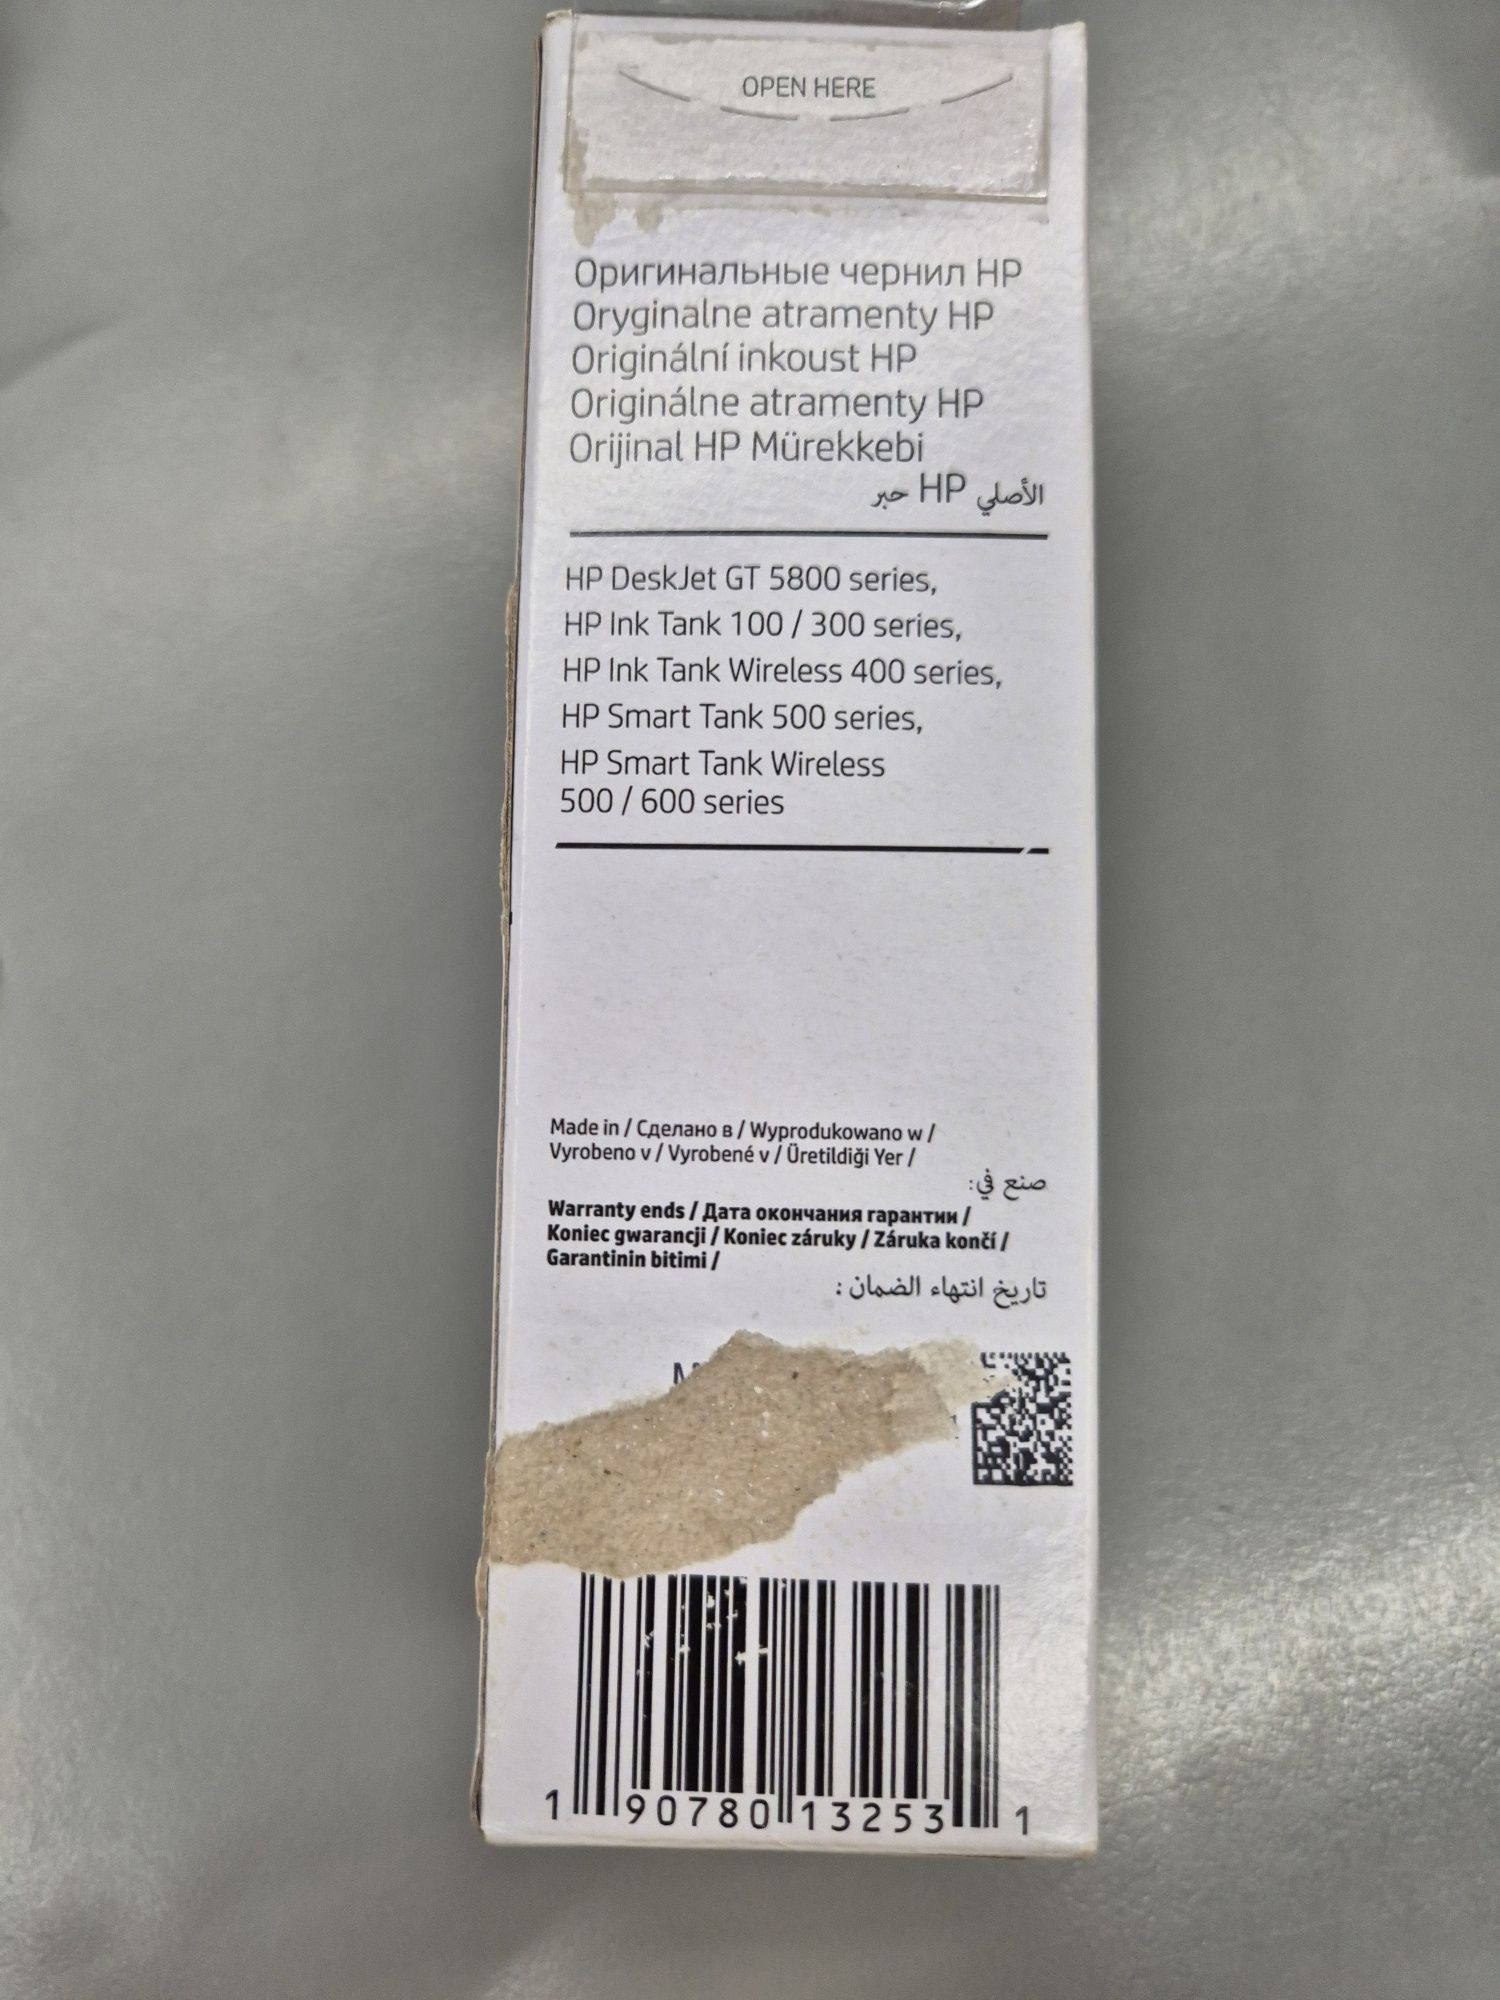 OPEN HERE
Оригинальные чернил HP
Oryginalne atramenty HP
Originální inkoust HP
Originálne atramenty HP
Orijinal HP Mürekkebi
حبر HP الأصلي
HP DeskJet GT 5800 series,
HP Ink Tank 100 / 300 series,
HP Ink Tank Wireless 400 series,
HP Smart Tank 500 series,
HP Smart Tank Wireless
500 / 600 series
Made in / Сделано в / Wyprodukowano w /
Vyrobeno v / Vyrobené v / Üretildiği Yer /
صنع في:
Warranty ends / Дата окончания гарантии /
Koniec gwarancji / Koniec záruky / Záruka končí /
Garantinin bitimi /
تاريخ انتهاء الضمان :
1 90780 13253 1